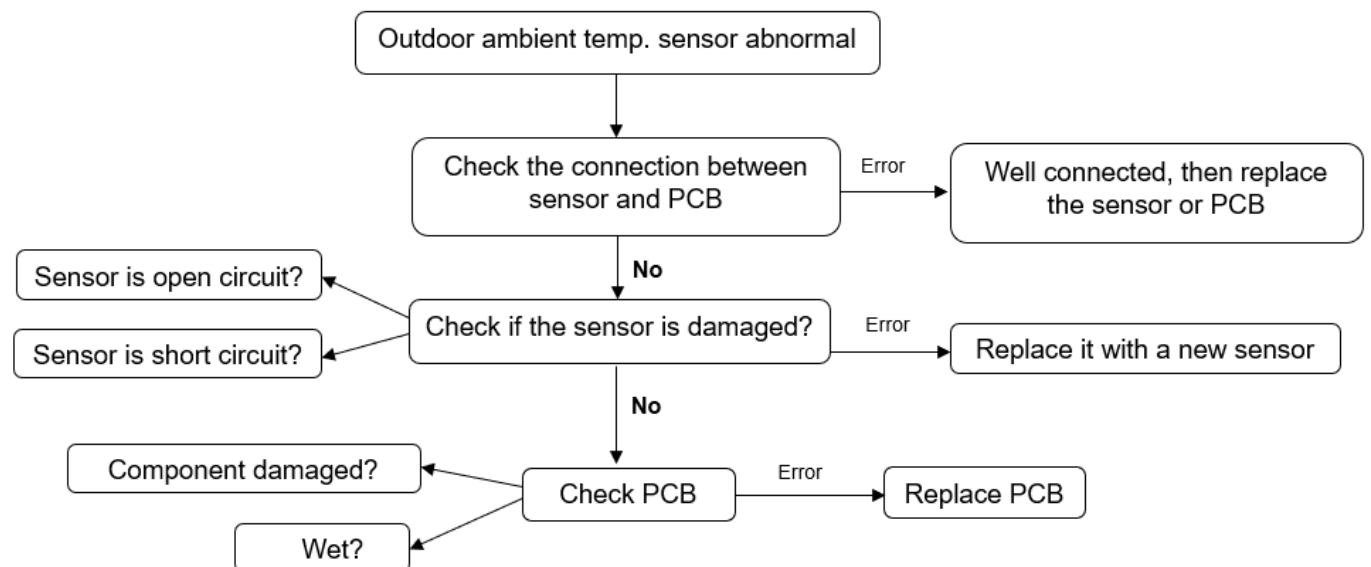 Outdoor ambient temp. sensor abnormal
Check the connection between
sensor and PCB
Error
Well connected, then replace
the sensor or PCB
No
Sensor is open circuit?
Sensor is short circuit?
Check if the sensor is damaged?
Error
Replace it with a new sensor
No
Component damaged?
Wet?
Check PCB
Error
Replace PCB